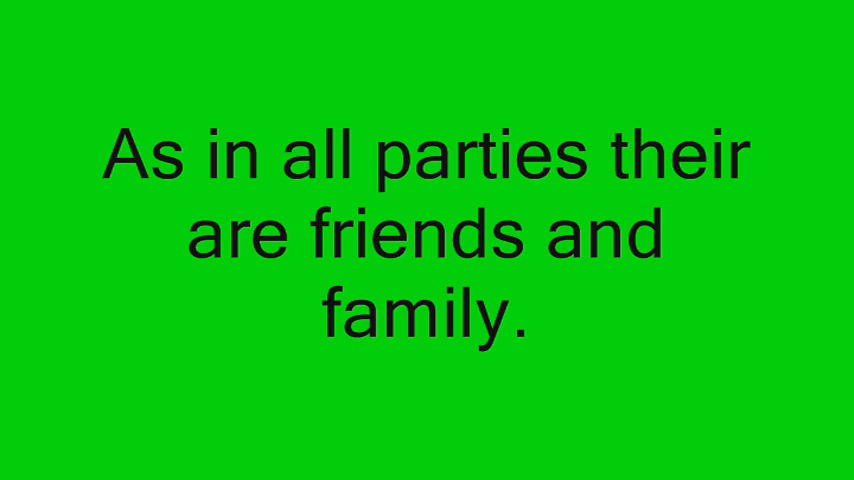 As in all parties their
are friends and
family.